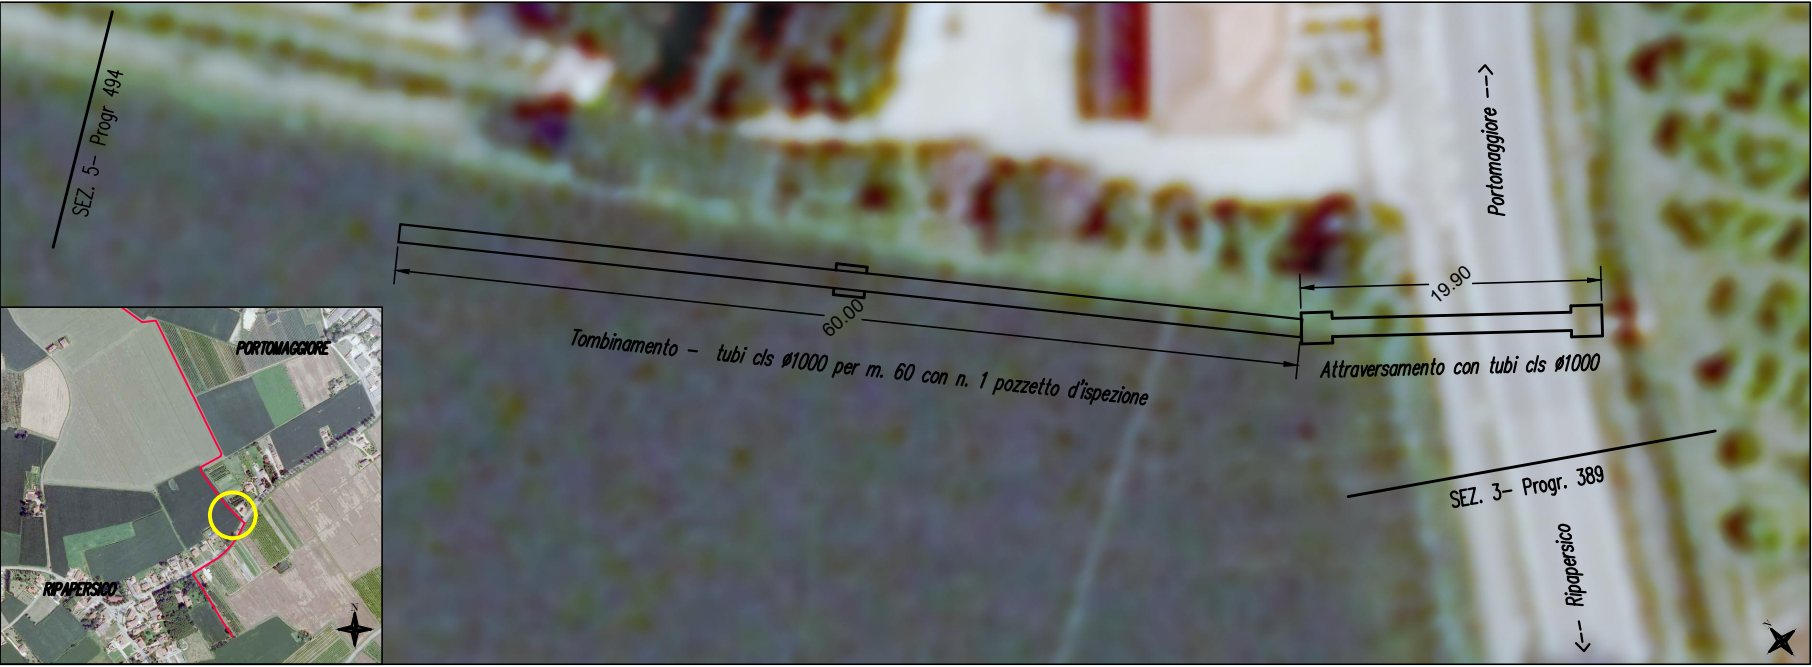 SEZ. 5- Progr 494
Portomaggiore -->
19.90
60.00
Tombinamento - tubi cls ø1000 per m. 60 con n. 1 pozzetto d'ispezione
Attraversamento con tubi cls ø1000
SEZ. 3- Progr. 389
<-- Ripapersico
PORTOMAGGIORE
RIPAPERSICO
N
N